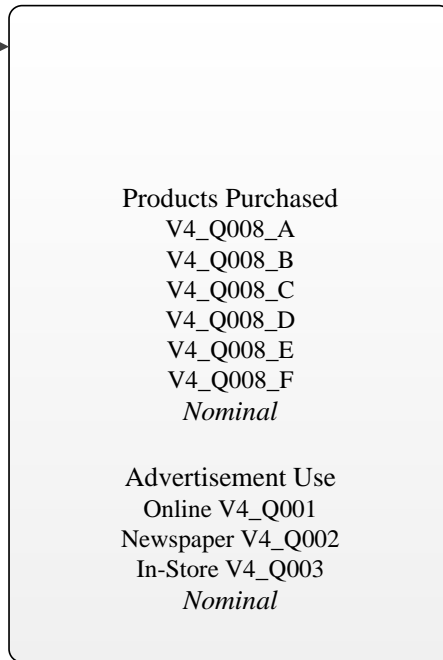 Products Purchased
V4_Q008_A
V4_Q008_B
V4_Q008_C
V4_Q008_D
V4_Q008_E
V4_Q008_F
Nominal
Advertisement Use
Online V4_Q001
Newspaper V4_Q002
In-Store V4_Q003
Nominal